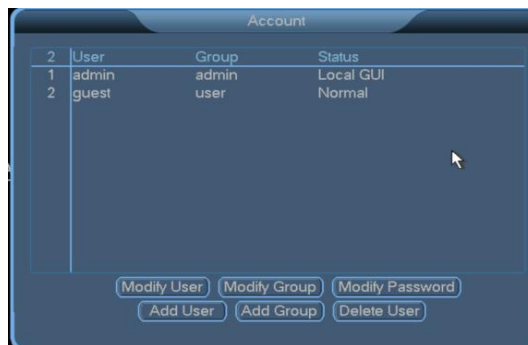 Account
2 User Group Status
1 admin admin Local GUI
2 guest user Normal
Modify User Modify Group Modify Password
Add User Add Group Delete User